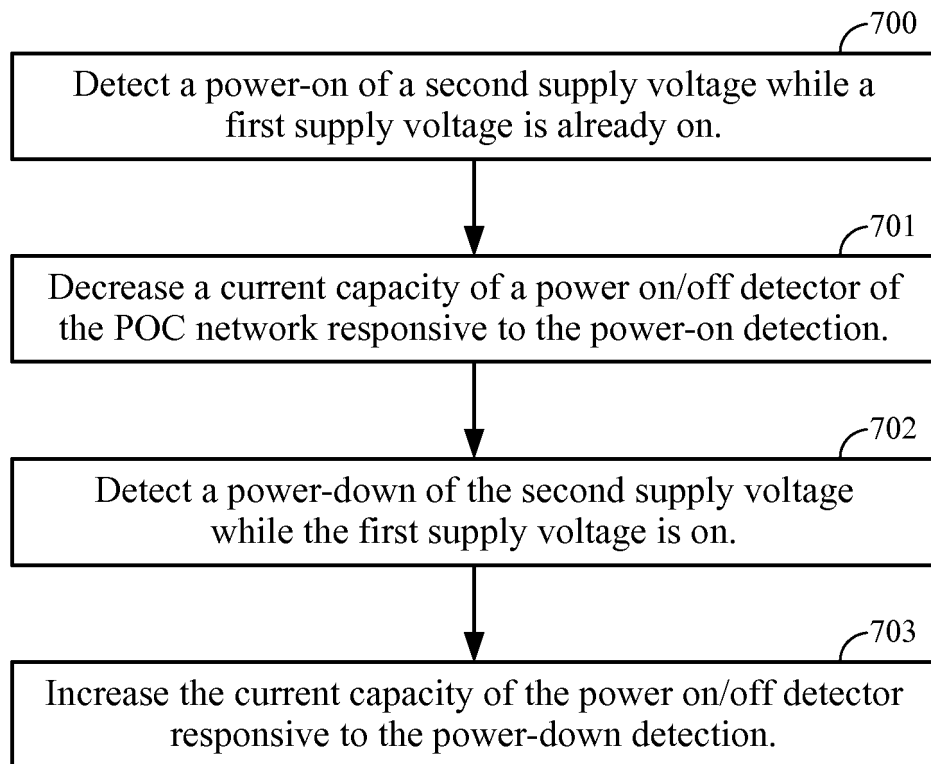 700
Detect a power-on of a second supply voltage while a
first supply voltage is already on.
701
Decrease a current capacity of a power on/off detector of
the POC network responsive to the power-on detection.
702
Detect a power-down of the second supply voltage
while the first supply voltage is on.
703
Increase the current capacity of the power on/off detector
responsive to the power-down detection.